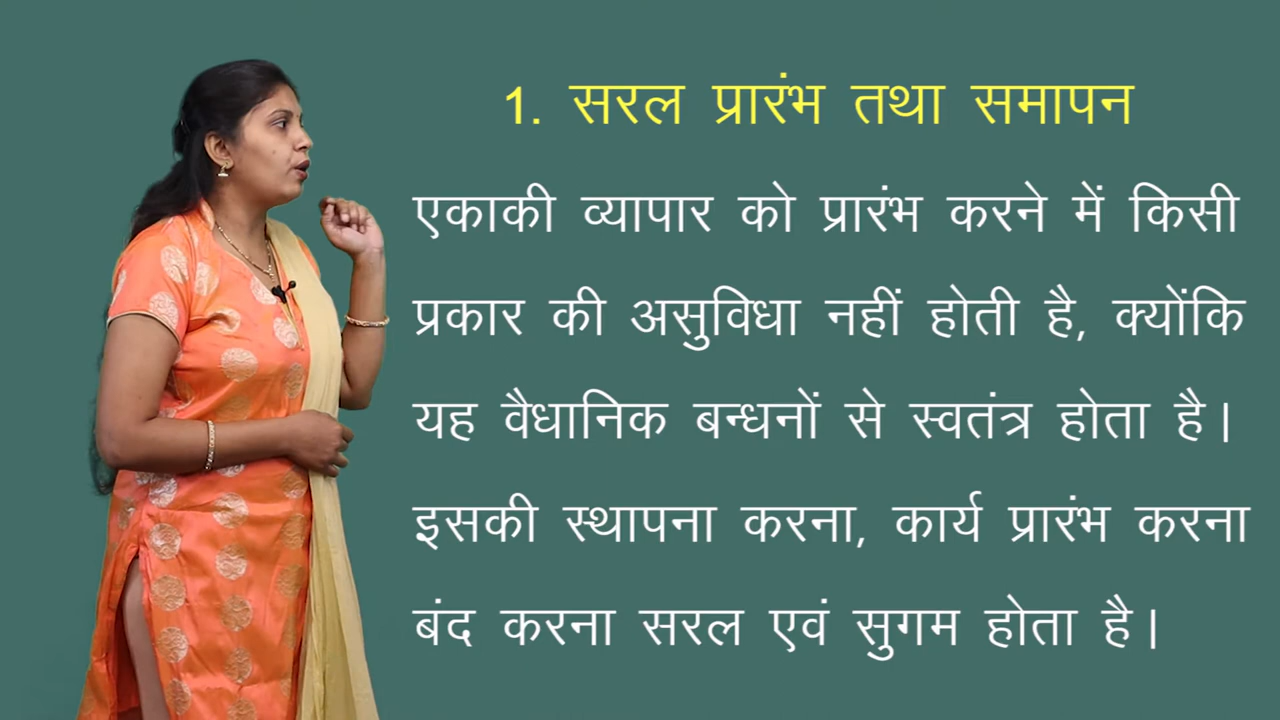 1. सरल प्रारंभ तथा समापन
एकाकी व्यापार को प्रारंभ करने में किसी
प्रकार की असुविधा नहीं होती है, क्योंकि
यह वैधानिक बन्धनों से स्वतंत्र होता है।
इसकी स्थापना करना, कार्य प्रारंभ करना
बंद करना सरल एवं सुगम होता है।